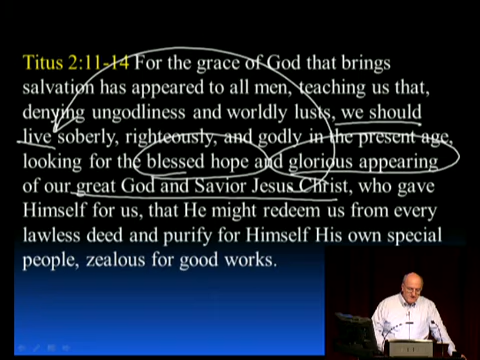 Titus 2:11-14 For the grace of God that brings
salvation has appeared to all men, teaching us that,
denying ungodliness and worldly lusts, we should
live soberly, righteously, and godly in the present age,
looking for the blessed hope and glorious appearing
of our great God and Savior Jesus Christ, who gave
Himself for us, that He might redeem us from every
lawless deed and purify for Himself His own special
people, zealous for good works.